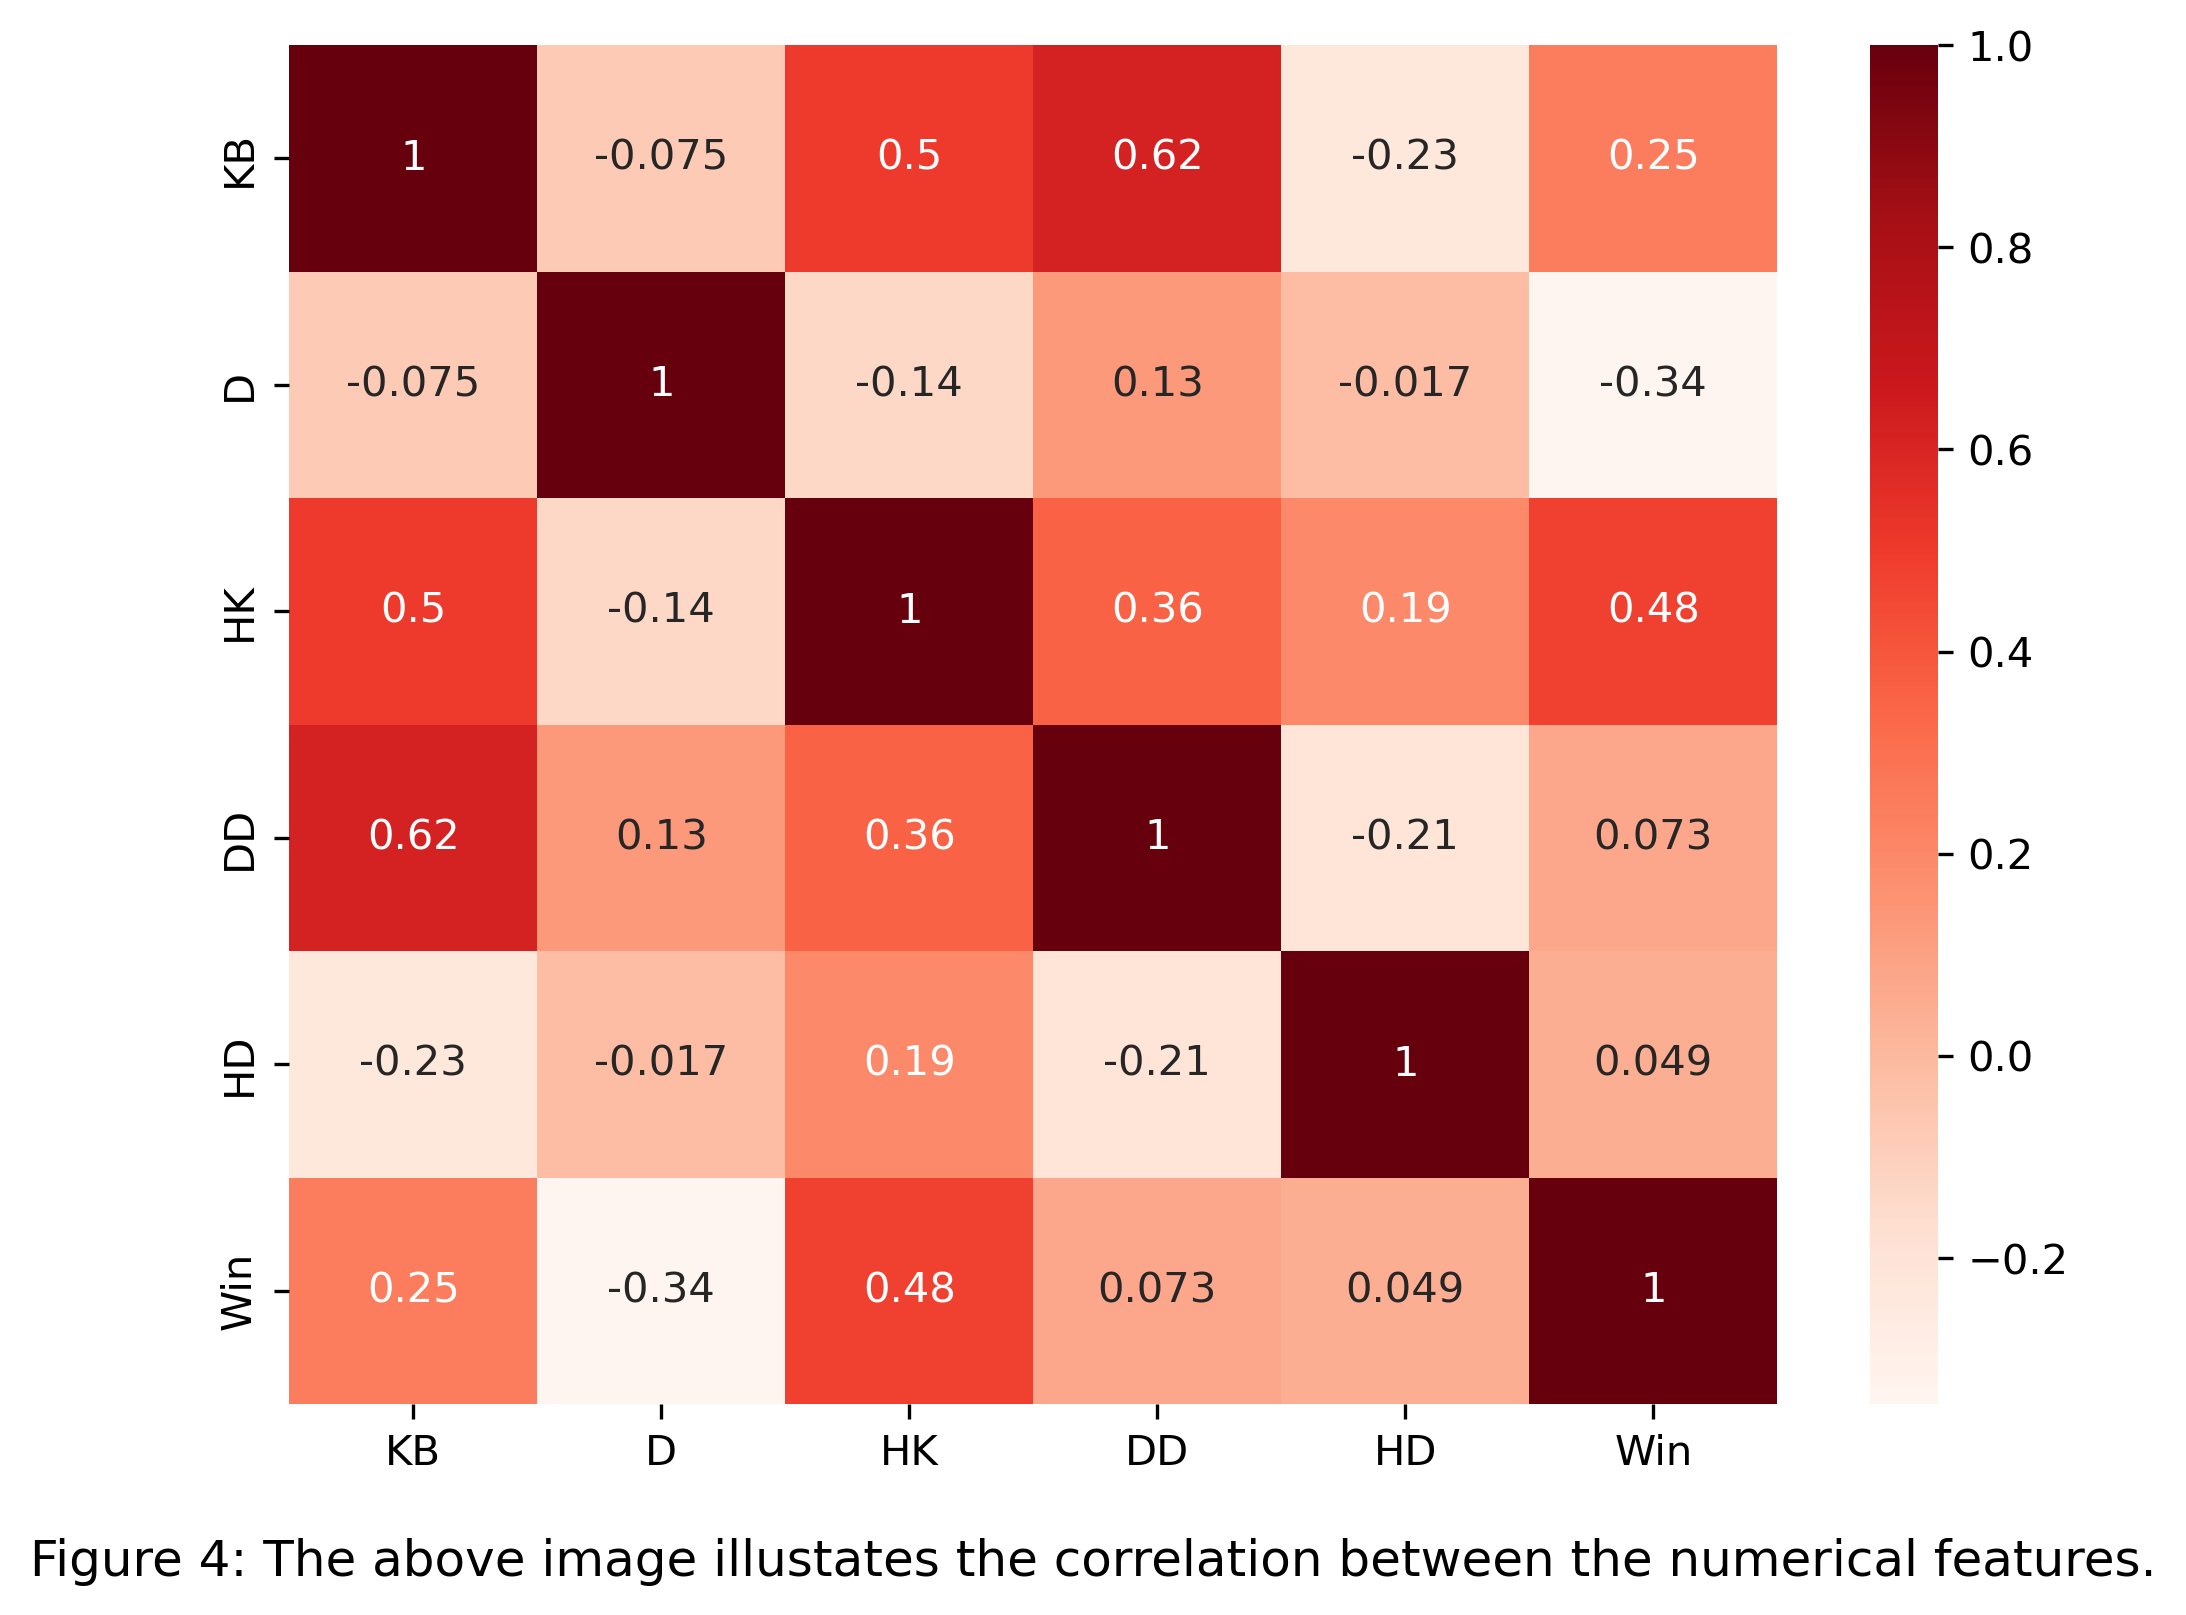 1.0
KB 1 -0.075 0.5 0.62 -0.23 0.25
0.8
D -0.075 1 -0.14 0.13 -0.017 -0.34
0.6
HK 0.5 -0.14 1 0.36 0.19 0.48
0.4
DD 0.62 0.13 0.36 1 -0.21 0.073
0.2
HD -0.23 -0.017 0.19 -0.21 1 0.049
0.0
Win 0.25 -0.34 0.48 0.073 0.049 1
−0.2
KB D HK DD HD Win
Figure 4: The above image illustates the correlation between the numerical features.